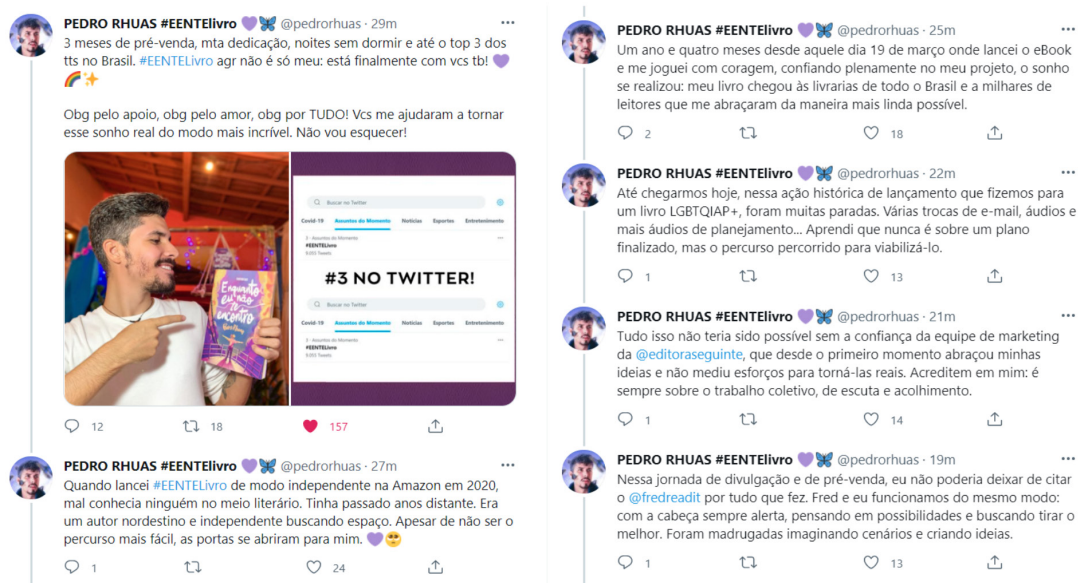 PEDRO RHUAS #EENTElivro 💜🦋 @pedrorhuas · 29m
3 meses de pré-venda, mta dedicação, noites sem dormir e até o top 3 dos
tts no Brasil. #EENTELivro agr não é só meu: está finalmente com vcs tb! 💜
🌈✨
Obg pelo apoio, obg pelo amor, obg por TUDO! Vcs me ajudaram a tornar
esse sonho real do modo mais incrível. Não vou esquecer!
Enquanto
eu não
te
encontro
Buscar no Twitter
Covid-19 Assuntos do Momento Notícias Esportes Entretenimento
3 · Assuntos do Momento
#EENTELivro
#3 NO TWITTER!
Buscar no Twitter
Covid-19 Assuntos do Momento Notícias Esportes Entretenimento
3 · Assuntos do Momento
#EENTELivro
12 18 157
PEDRO RHUAS #EENTElivro 💜🦋 @pedrorhuas · 27m
Quando lancei #EENTELivro de modo independente na Amazon em 2020,
mal conhecia ninguém no meio literário. Tinha passado anos distante. Era
um autor nordestino e independente buscando espaço. Apesar de não ser o
percurso mais fácil, as portas se abriram para mim. 💜🥺
1 24
PEDRO RHUAS #EENTElivro 💜🦋 @pedrorhuas · 25m
Um ano e quatro meses desde aquele dia 19 de março onde lancei o eBook
e me joguei com coragem, confiando plenamente no meu projeto, o sonho
se realizou: meu livro chegou às livrarias de todo o Brasil e a milhares de
leitores que me abraçaram da maneira mais linda possível.
2 18
PEDRO RHUAS #EENTElivro 💜🦋 @pedrorhuas · 22m
Até chegarmos hoje, nessa ação histórica de lançamento que fizemos para
um livro LGBTQIAP+, foram muitas paradas. Várias trocas de e-mail, áudios e
mais áudios de planejamento... Aprendi que nunca é sobre um plano
finalizado, mas o percurso percorrido para viabilizá-lo.
1 13
PEDRO RHUAS #EENTElivro 💜🦋 @pedrorhuas · 21m
Tudo isso não teria sido possível sem a confiança da equipe de marketing
da @editoraseguinte, que desde o primeiro momento abraçou minhas
ideias e não mediu esforços para torná-las reais. Acreditem em mim: é
sempre sobre o trabalho coletivo, de escuta e acolhimento.
1 14
PEDRO RHUAS #EENTElivro 💜🦋 @pedrorhuas · 19m
Nessa jornada de divulgação e de pré-venda, eu não poderia deixar de citar
o @fredreadit por tudo que fez. Fred e eu funcionamos do mesmo modo:
com a cabeça sempre alerta, pensando em possibilidades e buscando tirar o
melhor. Foram madrugadas imaginando cenários e criando ideias.
1 13